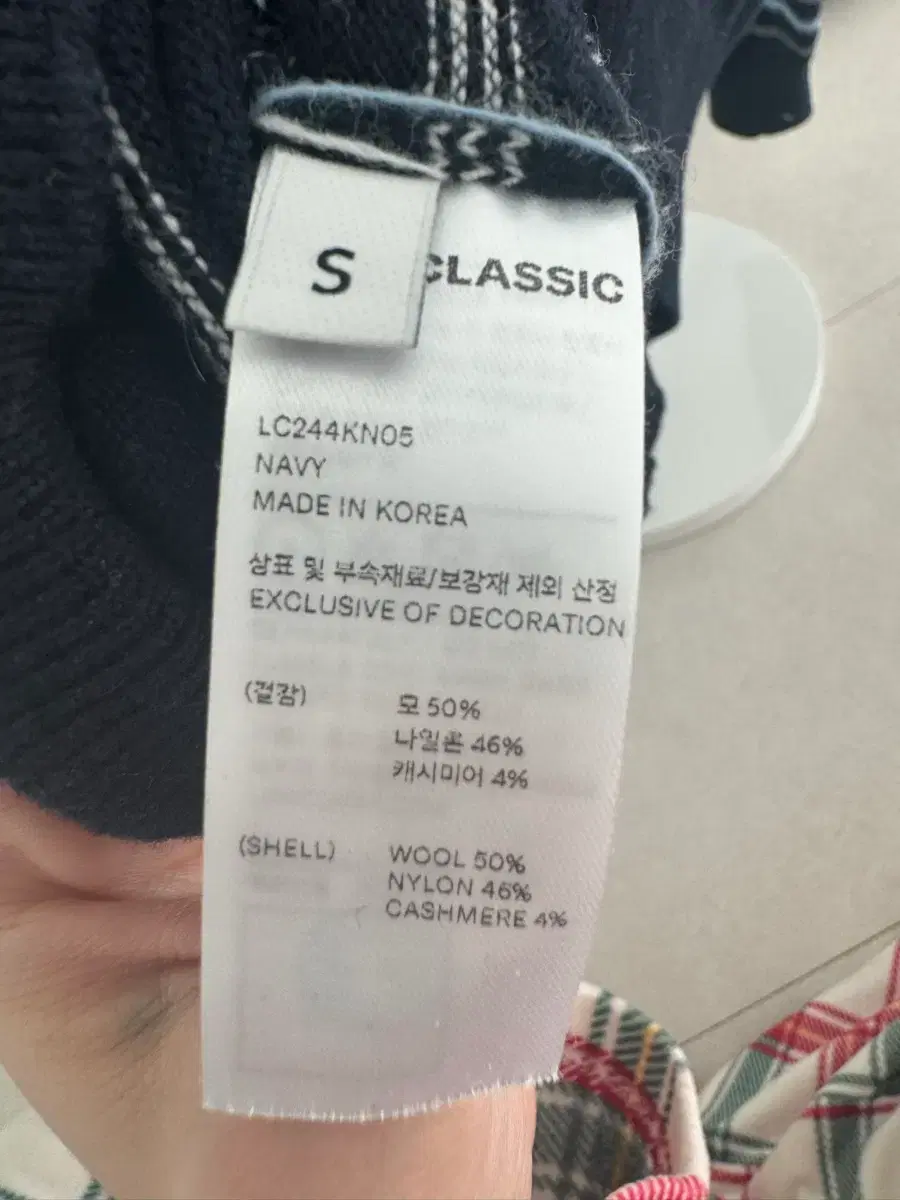 S
CLASSIC
LC244KN05
NAVY
MADE IN KOREA
상표 및 부속재료/보강재 제외 산정
EXCLUSIVE OF DECORATION
(겉감) 모 50%
나일론 46%
캐시미어 4%
(SHELL) WOOL 50%
NYLON 46%
CASHMERE 4%